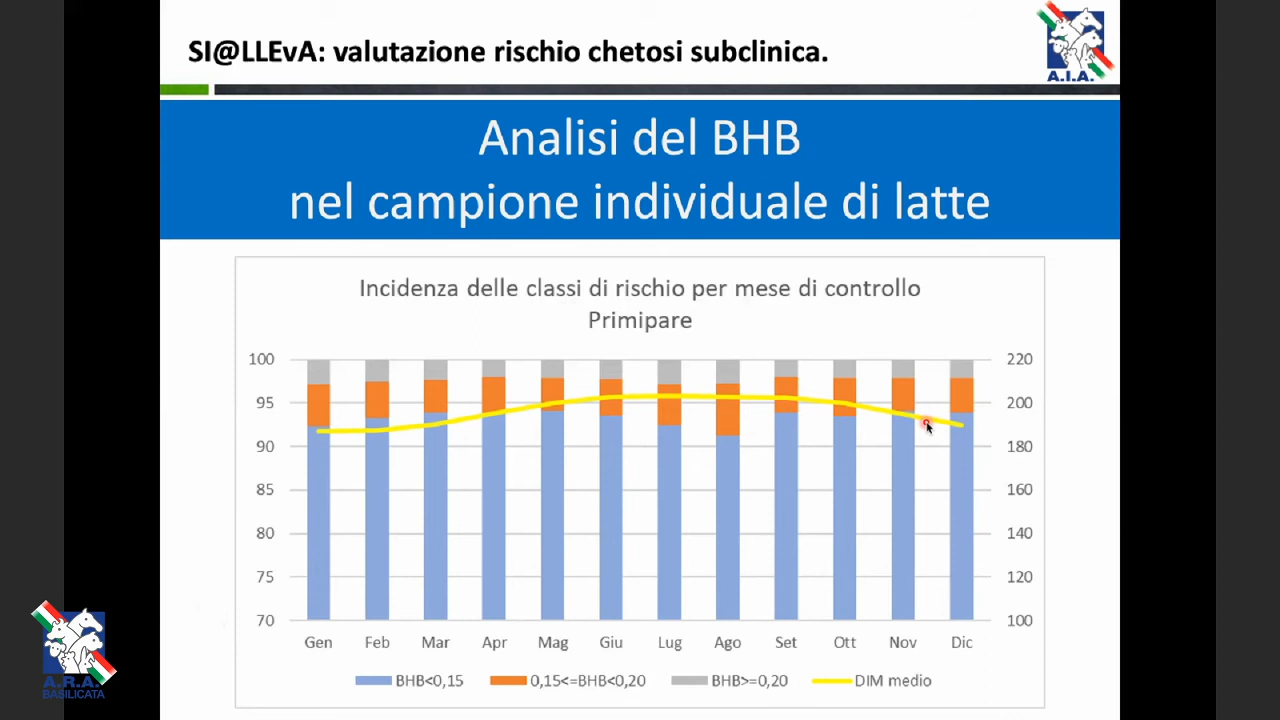 SI@LLEvA: valutazione rischio chetosi subclinica.
A.I.A.
Analisi del BHB
nel campione individuale di latte
Incidenza delle classi di rischio per mese di controllo
Primipare
100
95
90
85
80
75
70
220
200
180
160
140
120
100
Gen Feb Mar Apr Mag Giu Lug Ago Set Ott Nov Dic
BHB<0,15 0,15<=BHB<0,20 BHB>=0,20 DIM medio
A.R.A.
BASILICATA